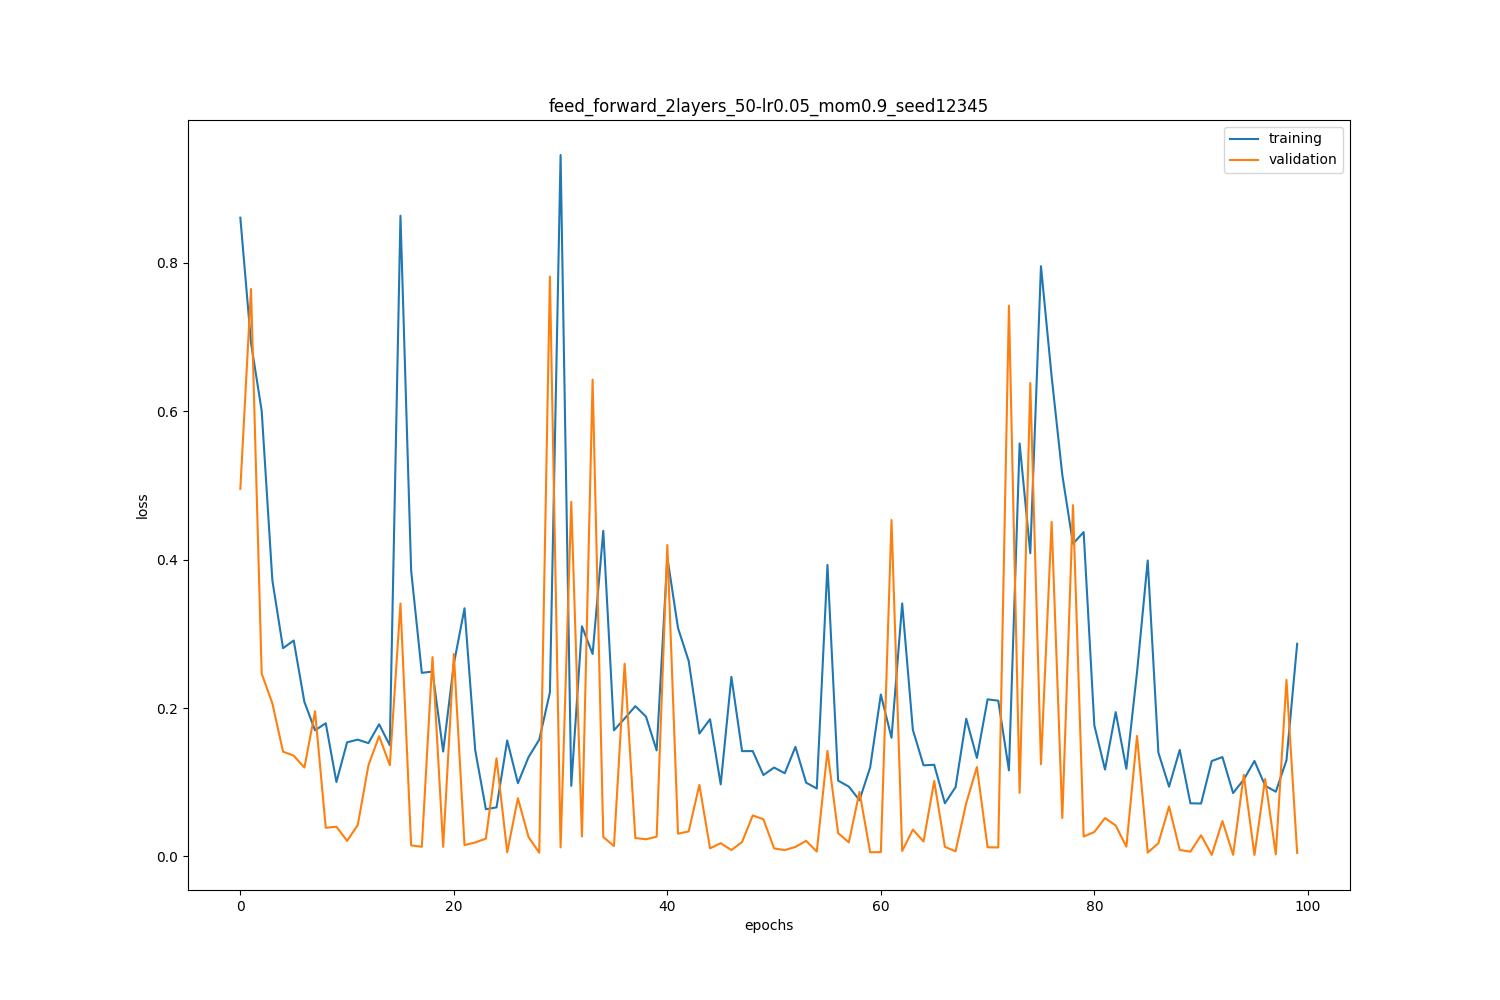 feed_forward_2layers_50-lr0.05_mom0.9_seed12345
training
validation
0.8
0.6
0.4
0.2
0.0
loss
0 20 40 60 80 100
epochs